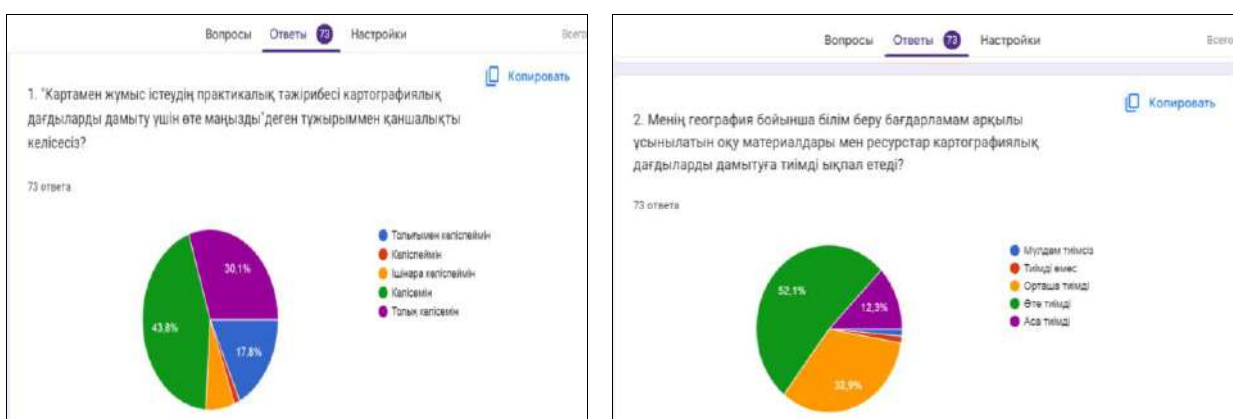 Вопросы Ответы 73 Настройки Всего
Копировать
1. "Картамен жұмыс істеудің практикалық тәжірибесі картографиялық
дағдыларды дамыту үшін өте маңызды"деген тұжырыммен қаншалықты
келісесіз?
73 ответа
30,1%
43,8%
17,8%
Толығымен келіспеймін
Келіспеймін
Ішінара келіспеймін
Келісемін
Толық келісемін
Вопросы Ответы 73 Настройки Всего
Копировать
2. Менің география бойынша білім беру бағдарламам арқылы
ұсынылатын оқу материалдары мен ресурстар картографиялық
дағдыларды дамытуға тиімді ықпал етеді?
73 ответа
52,1%
12,3%
32,9%
Мүлдем тиімсіз
Тиімді емес
Орташа тиімді
Өте тиімді
Аса тиімді